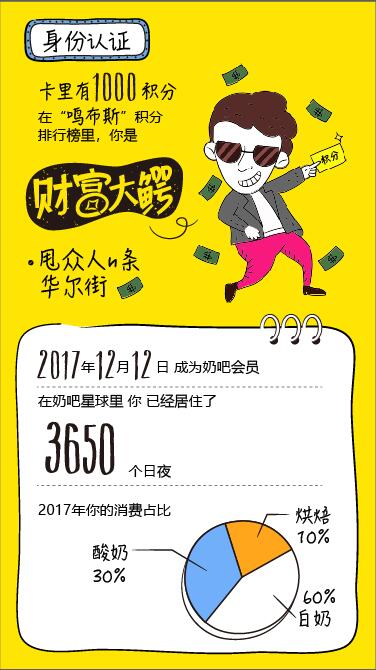 身份认证
卡里有1000积分
在“鸣布斯”积分
排行榜里，你是
积分
财富大鳄
·甩众人n条
华尔街
2017年12月12日 成为奶吧会员
在奶吧星球里 你 已经居住了
3650 个日夜
2017年你的消费占比
烘焙
10%
酸奶
30%
60%
白奶